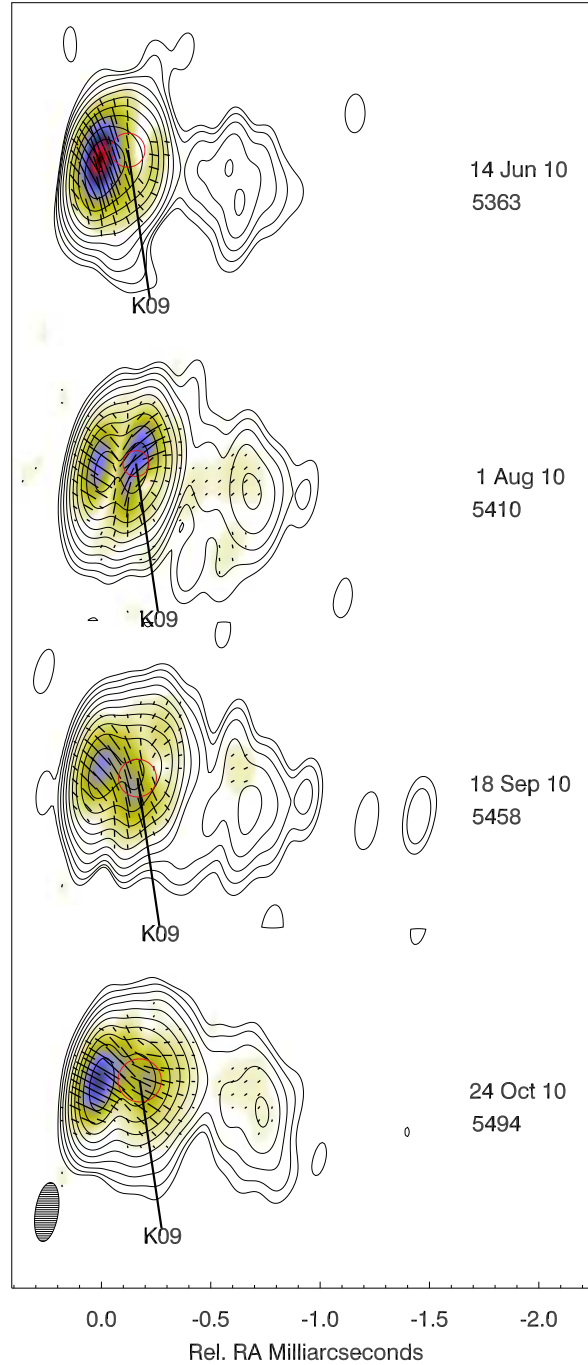 14 Jun 10
5363
K09
1 Aug 10
5410
K09
18 Sep 10
5458
K09
24 Oct 10
5494
K09
0.0 -0.5 -1.0 -1.5 -2.0
Rel. RA Milliarcseconds